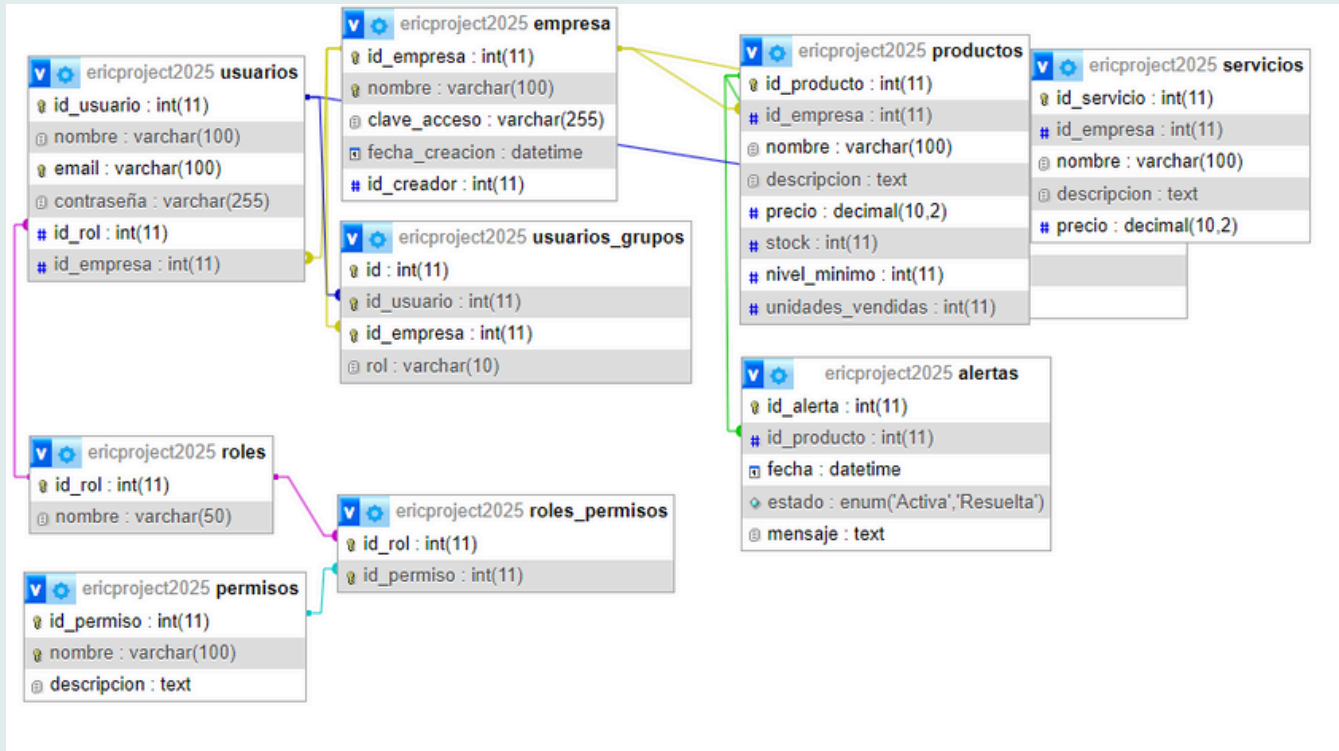 ericproject2025 usuarios
id_usuario : int(11)
nombre : varchar(100)
email : varchar(100)
contraseña : varchar(255)
id_rol : int(11)
id_empresa : int(11)
ericproject2025 empresa
id_empresa : int(11)
nombre : varchar(100)
clave_acceso : varchar(255)
fecha_creacion : datetime
id_creador : int(11)
ericproject2025 usuarios_grupos
id : int(11)
id_usuario : int(11)
id_empresa : int(11)
rol : varchar(10)
ericproject2025 productos
id_producto : int(11)
id_empresa : int(11)
nombre : varchar(100)
descripcion : text
precio : decimal(10,2)
stock : int(11)
nivel_minimo : int(11)
unidades_vendidas : int(11)
ericproject2025 servicios
id_servicio : int(11)
id_empresa : int(11)
nombre : varchar(100)
descripcion : text
precio : decimal(10,2)
ericproject2025 alertas
id_alerta : int(11)
id_producto : int(11)
fecha : datetime
estado : enum('Activa','Resuelta')
mensaje : text
ericproject2025 roles
id_rol : int(11)
nombre : varchar(50)
ericproject2025 roles_permisos
id_rol : int(11)
id_permiso : int(11)
ericproject2025 permisos
id_permiso : int(11)
nombre : varchar(100)
descripcion : text